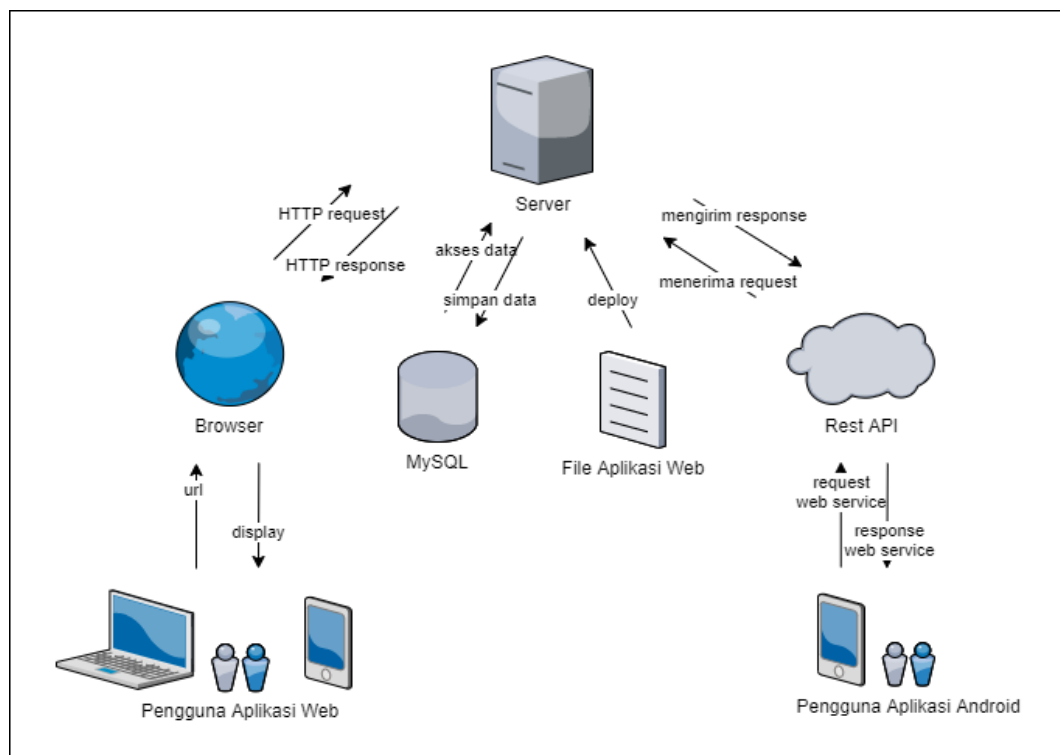 Server
HTTP request
HTTP response
akses data
simpan data
deploy
mengirim response
menerima request
Browser
MySQL
File Aplikasi Web
Rest API
url
display
request
web service
response
web service
Pengguna Aplikasi Web
Pengguna Aplikasi Android